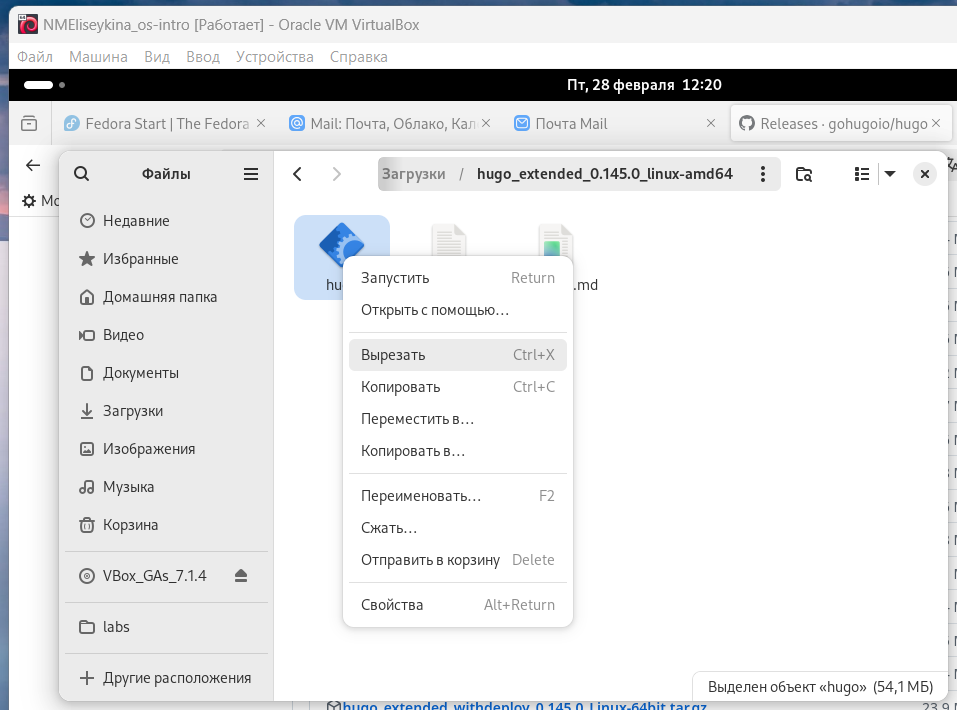 NMEliseykina_os-intro [Работает] - Oracle VM VirtualBox
Файл Машина Вид Ввод Устройства Справка
Пт, 28 февраля 12:20
Fedora Start | The Fedora Mail: Почта, Облако, Кал Почта Mail Releases · gohugoio/hugo
Файлы Загрузки / hugo_extended_0.145.0_linux-amd64
Недавние
Избранные
Домашняя папка
Видео
Документы
Загрузки
Изображения
Музыка
Корзина
VBox_GAs_7.1.4
labs
Другие расположения
hu .md
Запустить Return
Открыть с помощью...
Вырезать Ctrl+X
Копировать Ctrl+C
Переместить в...
Копировать в...
Переименовать... F2
Сжать...
Отправить в корзину Delete
Свойства Alt+Return
Выделен объект «hugo» (54,1 МБ)
hugo_extended_withdeploy_0.145.0_Linux-64bit.tar.gz
23.9